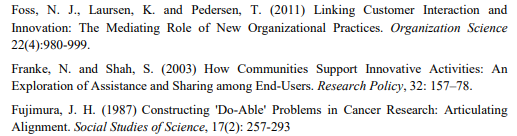 Foss, N. J., Laursen, K. and Pedersen, T. (2011) Linking Customer Interaction and
Innovation: The Mediating Role of New Organizational Practices. Organization Science
22(4):980-999.
Franke, N. and Shah, S. (2003) How Communities Support Innovative Activities: An
Exploration of Assistance and Sharing among End-Users. Research Policy, 32: 157–78.
Fujimura, J. H. (1987) Constructing 'Do-Able' Problems in Cancer Research: Articulating
Alignment. Social Studies of Science, 17(2): 257-293